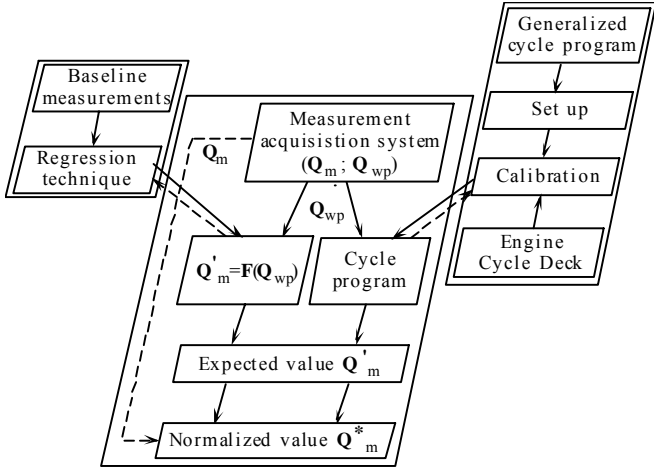 Baseline
measurements
Regression
technique
Measurement
acquisistion system
(Qm ; Qwp)
Qm
Qwp
Q'm=F(Qwp)
Cycle
program
Expected value Q'm
Normalized value Q*m
Generalized
cycle program
Set up
Calibration
Engine
Cycle Deck